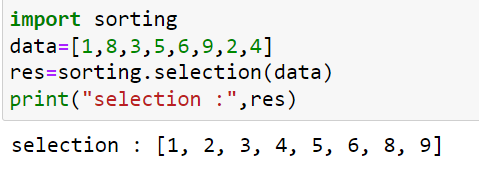 import sorting
data=[1,8,3,5,6,9,2,4]
res=sorting.selection(data)
print("selection :",res)
selection : [1, 2, 3, 4, 5, 6, 8, 9]